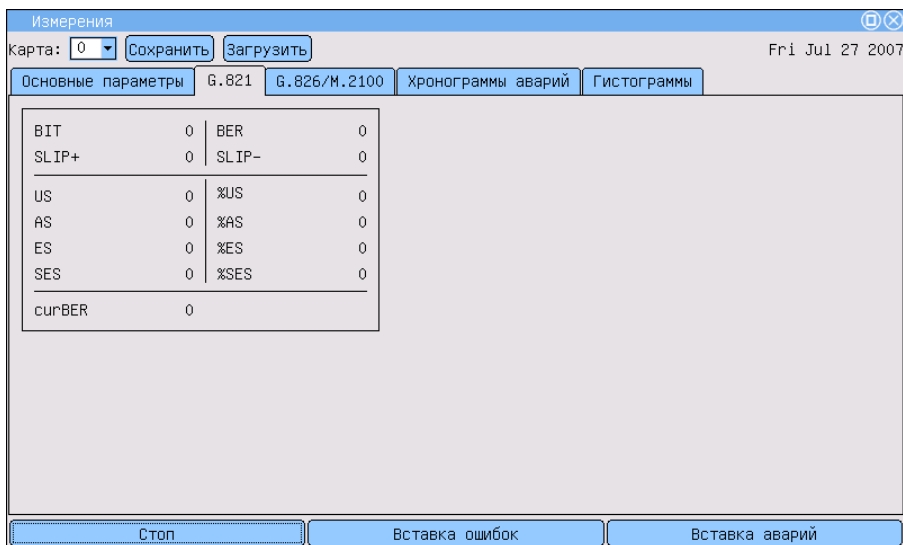 Измерения
Карта: 0 Сохранить Загрузить Fri Jul 27 2007
Основные параметры G.821 G.826/M.2100 Хронограммы аварий Гистограммы
BIT 0 BER 0
SLIP+ 0 SLIP- 0
US 0 %US 0
AS 0 %AS 0
ES 0 %ES 0
SES 0 %SES 0
curBER 0
Стоп Вставка ошибок Вставка аварий